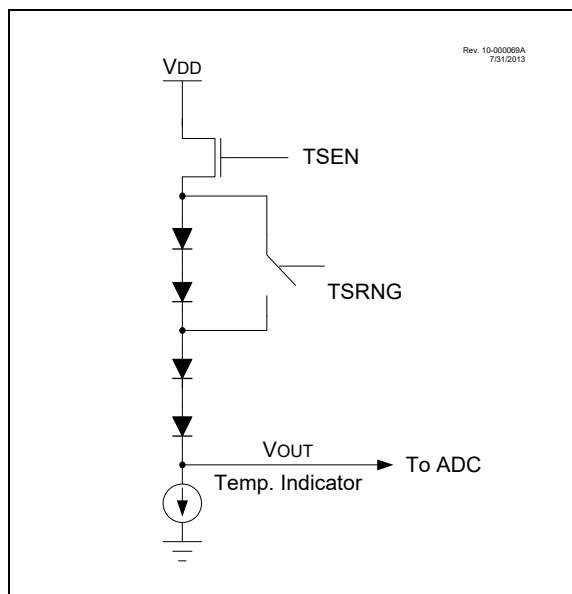 Rev. 10-000069A
7/31/2013
VDD
TSEN
TSRNG
VOUT
To ADC
Temp. Indicator